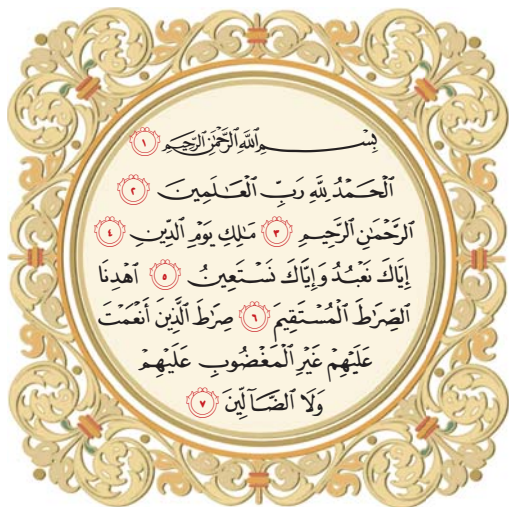 بِسْمِ ٱللَّهِ ٱلرَّحْمَٰنِ ٱلرَّحِيمِ ١
ٱلْحَمْدُ لِلَّهِ رَبِّ ٱلْعَٰلَمِينَ ٢
ٱلرَّحْمَٰنِ ٱلرَّحِيمِ ٣ مَٰلِكِ يَوْمِ ٱلدِّينِ ٤
إِيَّاكَ نَعْبُدُ وَإِيَّاكَ نَسْتَعِينُ ٥ ٱهْدِنَا
ٱلصِّرَٰطَ ٱلْمُسْتَقِيمَ ٦ صِرَٰطَ ٱلَّذِينَ أَنْعَمْتَ
عَلَيْهِمْ غَيْرِ ٱلْمَغْضُوبِ عَلَيْهِمْ
وَلَا ٱلضَّآلِّينَ ٧